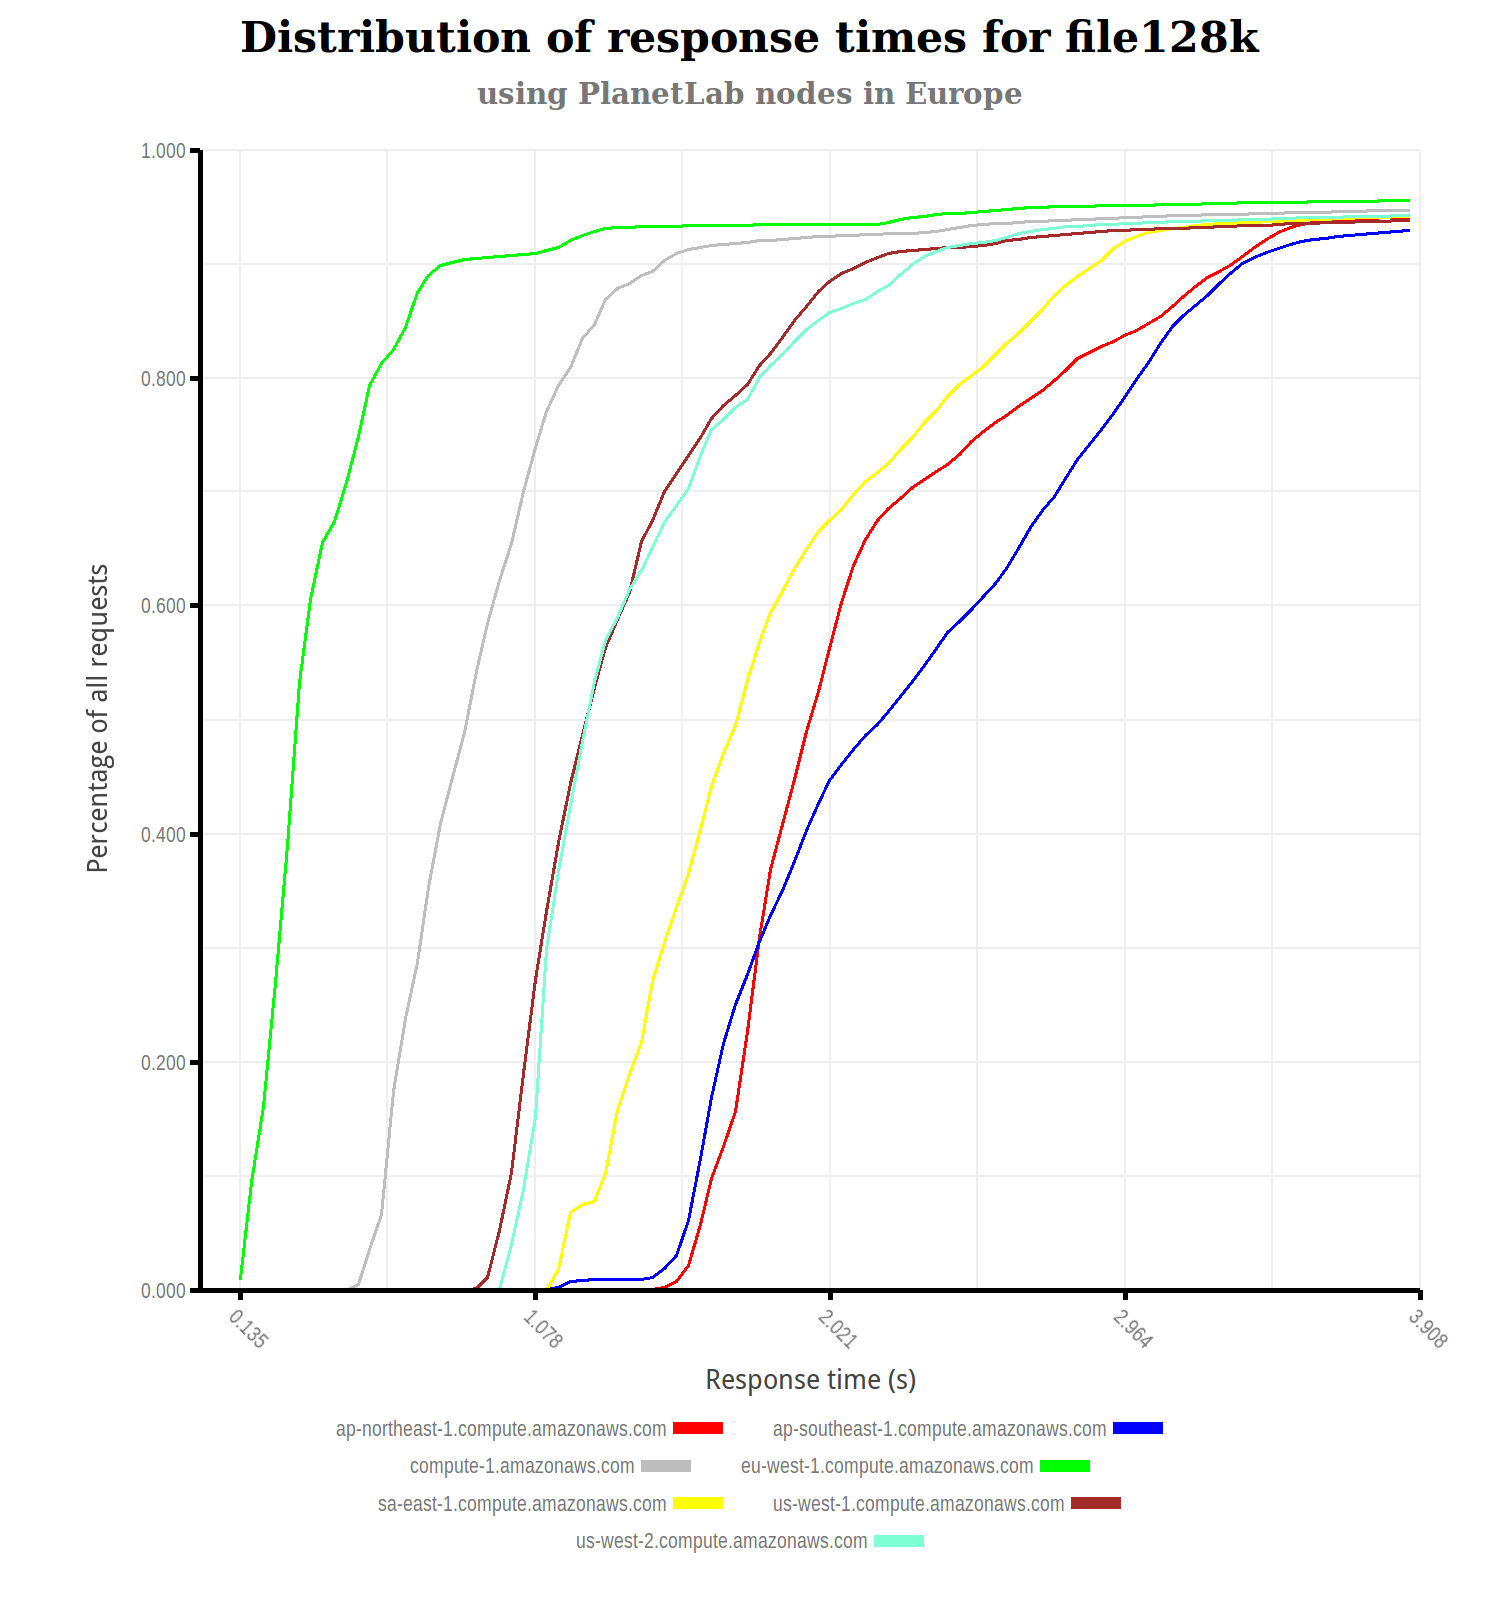 Distribution of response times for file128k
using PlanetLab nodes in Europe
Percentage of all requests
1.000
0.800
0.600
0.400
0.200
0.000
0.135 1.078 2.021 2.964 3.908
Response time (s)
ap-northeast-1.compute.amazonaws.com ap-southeast-1.compute.amazonaws.com
compute-1.amazonaws.com eu-west-1.compute.amazonaws.com
sa-east-1.compute.amazonaws.com us-west-1.compute.amazonaws.com
us-west-2.compute.amazonaws.com